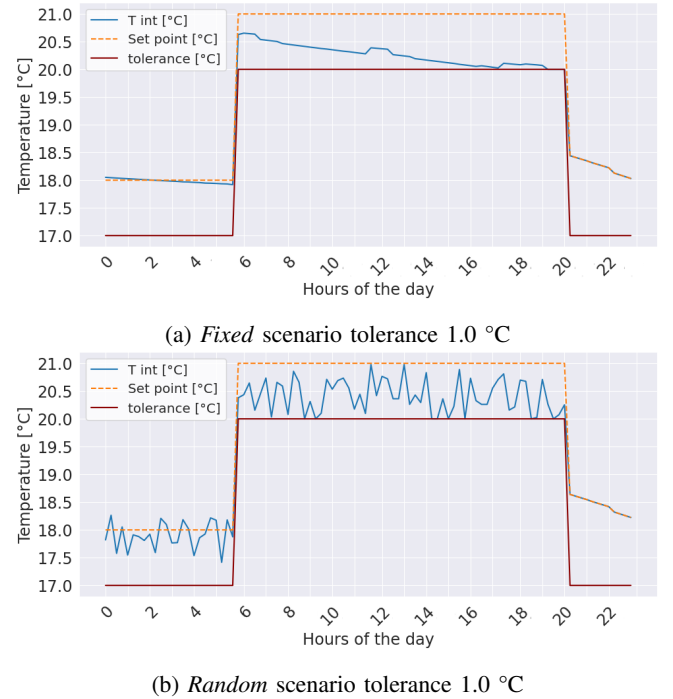 21.0
20.5
20.0
19.5
19.0
18.5
18.0
17.5
17.0
Temperature [°C]
T int [°C]
Set point [°C]
tolerance [°C]
0 2 4 6 8 10 12 14 16 18 20 22
Hours of the day
(a) Fixed scenario tolerance 1.0 °C
21.0
20.5
20.0
19.5
19.0
18.5
18.0
17.5
17.0
Temperature [°C]
T int [°C]
Set point [°C]
tolerance [°C]
0 2 4 6 8 10 12 14 16 18 20 22
Hours of the day
(b) Random scenario tolerance 1.0 °C